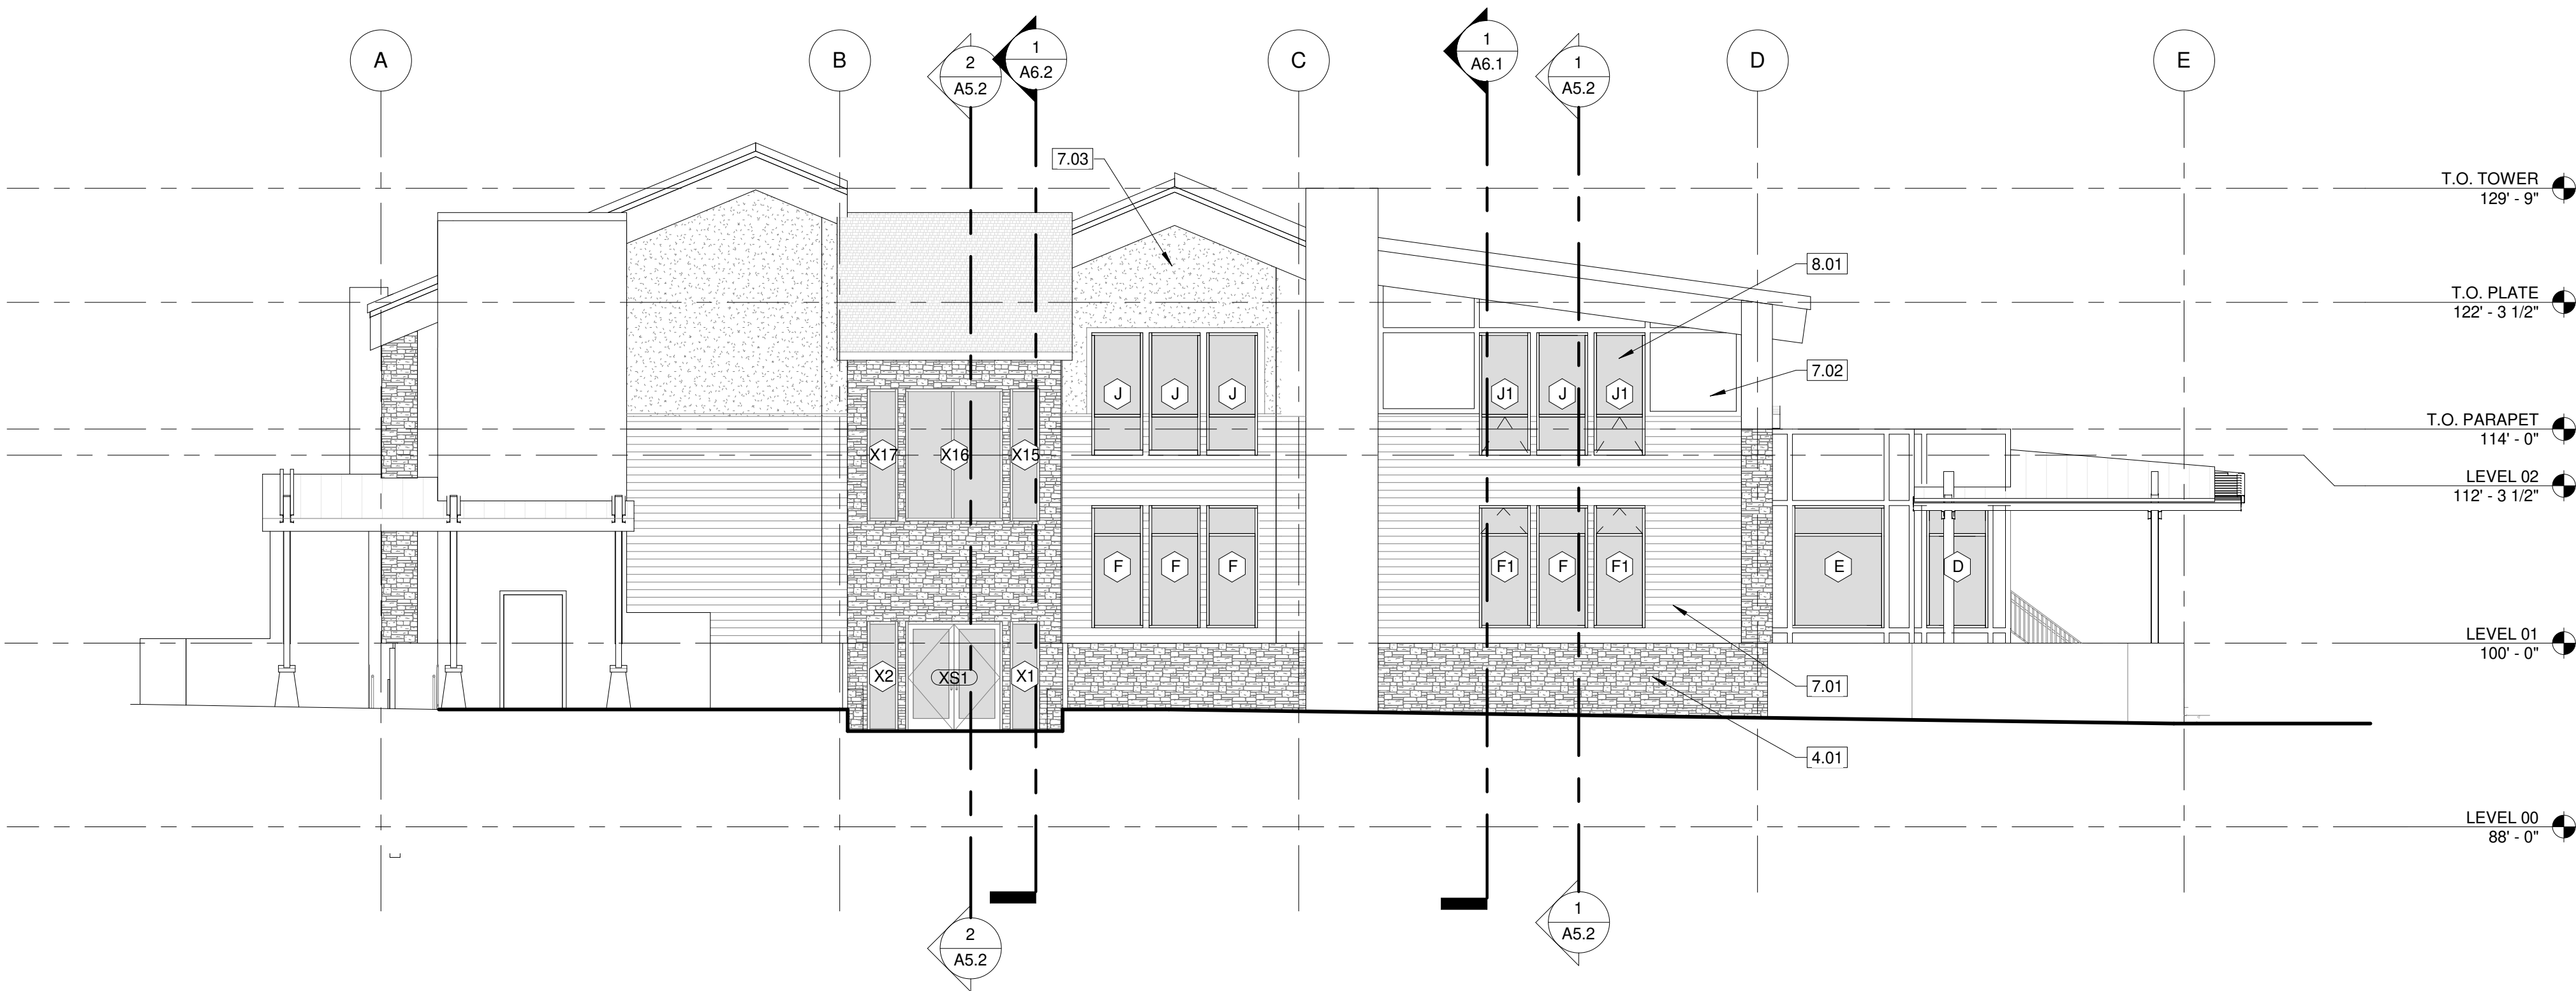 A
B
2
A5.2
1
A6.2
C
1
A6.1
1
A5.2
D
E
7.03
T.O. TOWER
129' - 9"
8.01
T.O. PLATE
122' - 3 1/2"
7.02
J
J
J
J1
J
J1
T.O. PARAPET
114' - 0"
X17
X16
X15
LEVEL 02
112' - 3 1/2"
F
F
F
F1
F
F1
E
D
LEVEL 01
100' - 0"
X2
XS1
X1
7.01
4.01
LEVEL 00
88' - 0"
1
A5.2
2
A5.2